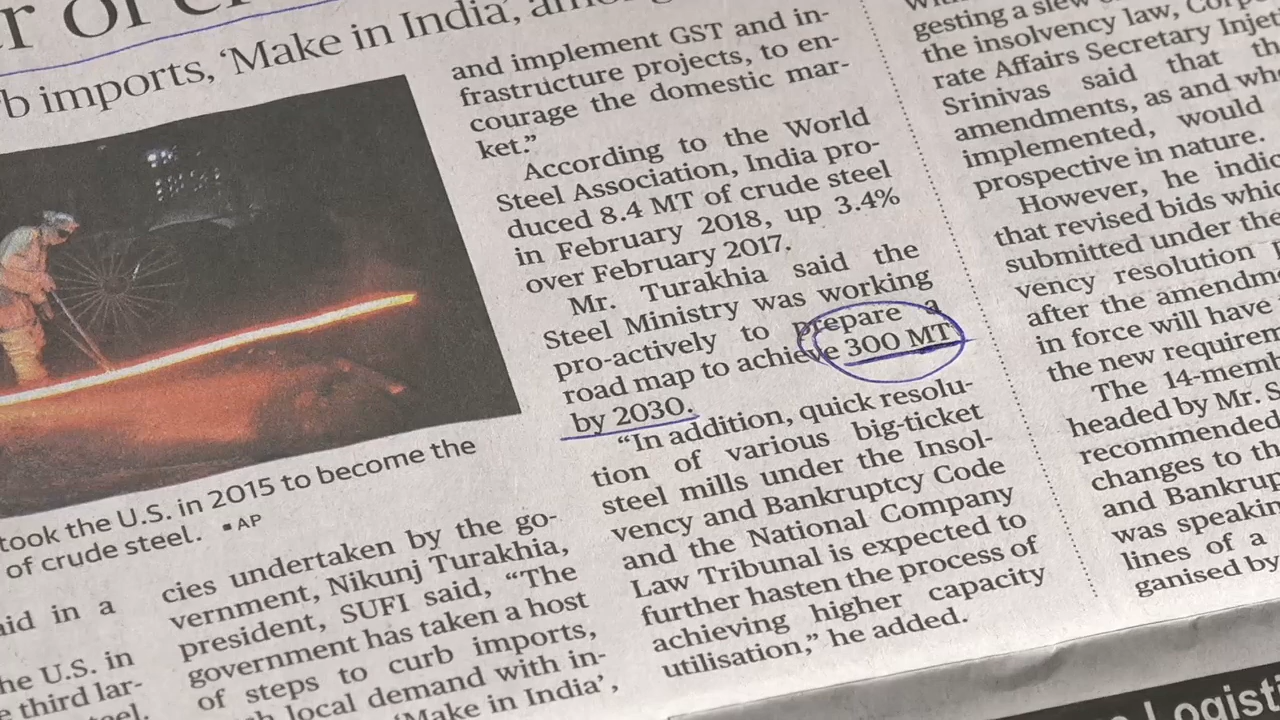 r of
b imports, ‘Make in India’,
took the U.S. in 2015 to become the
of crude steel. ▪ AP
aid in a
he U.S. in
third lar-
cies undertaken by the go-
vernment, Nikunj Turakhia,
president, SUFI said, “The
government has taken a host
of steps to curb imports,
local demand with in-
‘Make in India’,
and implement GST and in-
frastructure projects, to en-
courage the domestic mar-
ket.”
According to the World
Steel Association, India pro-
duced 8.4 MT of crude steel
in February 2018, up 3.4%
over February 2017.
Mr. Turakhia said the
Steel Ministry was working
pro-actively to prepare a
road map to achieve 300 MT
by 2030.
“In addition, quick resolu-
tion of various big-ticket
steel mills under the Insol-
vency and Bankruptcy Code
and the National Company
Law Tribunal is expected to
further hasten the process of
achieving higher capacity
utilisation,” he added.
gesting a slew
the insolvency law, Corpo
rate Affairs Secretary Injeti
Srinivas said that the
amendments, as and whe
implemented, would
prospective in nature.
However, he indic
that revised bids whic
submitted under the
vency resolution
after the amendm
in force will have
the new requirem
The 14-memb
headed by Mr. S
recommended
changes to th
and Bankrup
was speakin
lines of a
ganised by
Logisti